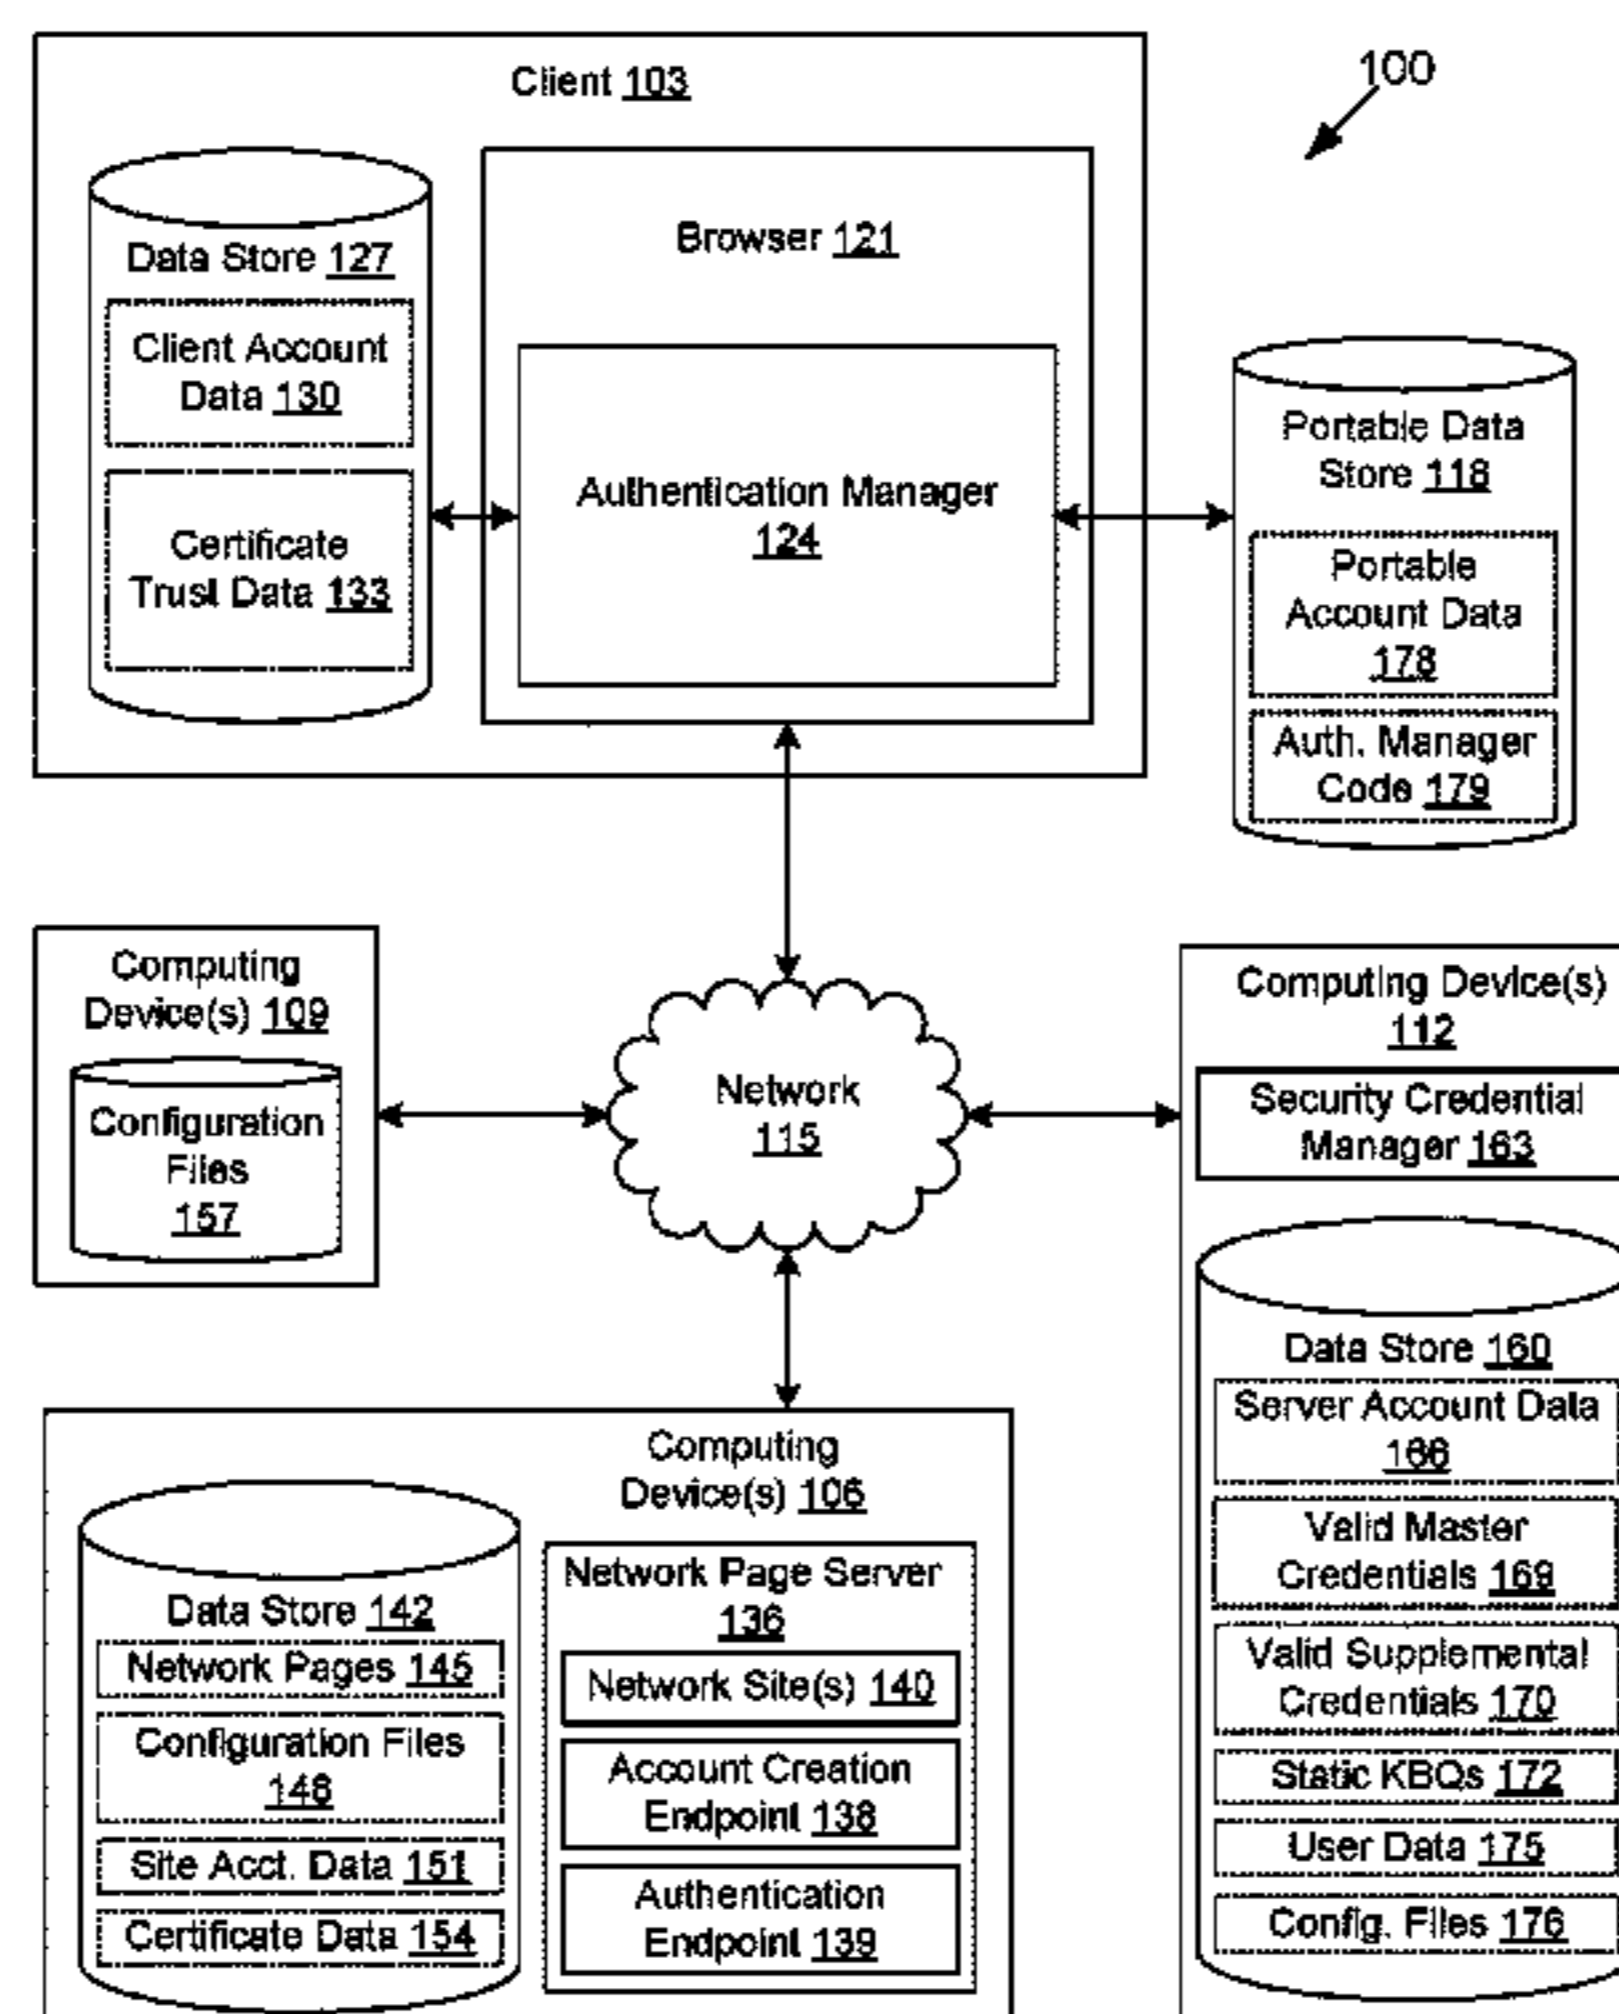 100
Client 103
Data Store 127
Client Account
Data 130
Certificate
Trust Data 133
Browser 121
Authentication Manager
124
Portable Data
Store 118
Portable
Account Data
178
Auth. Manager
Code 179
Computing
Device(s) 109
Configuration
Files
157
Network
115
Computing Device(s)
112
Security Credential
Manager 163
Data Store 160
Server Account Data
166
Valid Master
Credentials 169
Valid Supplemental
Credentials 170
Static KBQs 172
User Data 175
Config. Files 176
Computing
Device(s) 106
Data Store 142
Network Pages 145
Configuration Files
148
Site Acct. Data 151
Certificate Data 154
Network Page Server
136
Network Site(s) 140
Account Creation
Endpoint 138
Authentication
Endpoint 139